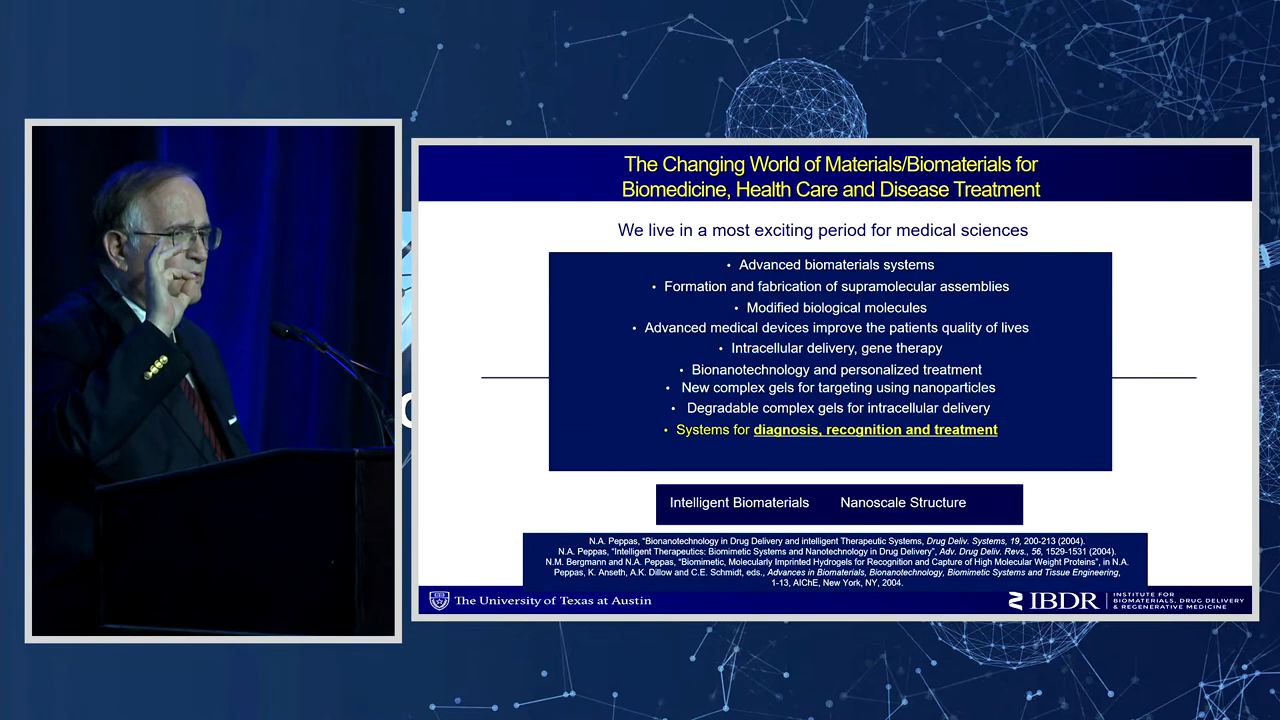 The Changing World of Materials/Biomaterials for
Biomedicine, Health Care and Disease Treatment
We live in a most exciting period for medical sciences
• Advanced biomaterials systems
• Formation and fabrication of supramolecular assemblies
• Modified biological molecules
• Advanced medical devices improve the patients quality of lives
• Intracellular delivery, gene therapy
• Bionanotechnology and personalized treatment
• New complex gels for targeting using nanoparticles
• Degradable complex gels for intracellular delivery
• Systems for diagnosis, recognition and treatment
Intelligent Biomaterials Nanoscale Structure
N.A. Peppas, “Bionanotechnology in Drug Delivery and intelligent Therapeutic Systems, Drug Deliv. Systems, 19, 200-213 (2004).
N.A. Peppas, “Intelligent Therapeutics: Biomimetic Systems and Nanotechnology in Drug Delivery”, Adv. Drug Deliv. Revs., 56, 1529-1531 (2004).
N.M. Bergmann and N.A. Peppas, “Biomimetic, Molecularly Imprinted Hydrogels for Recognition and Capture of High Molecular Weight Proteins”, in N.A.
Peppas, K. Anseth, A.K. Dillow and C.E. Schmidt, eds., Advances in Biomaterials, Bionanotechnology, Biomimetic Systems and Tissue Engineering,
1-13, AIChE, New York, NY, 2004.
The University of Texas at Austin
IBDR
INSTITUTE FOR
BIOMATERIALS, DRUG DELIVERY
& REGENERATIVE MEDICINE